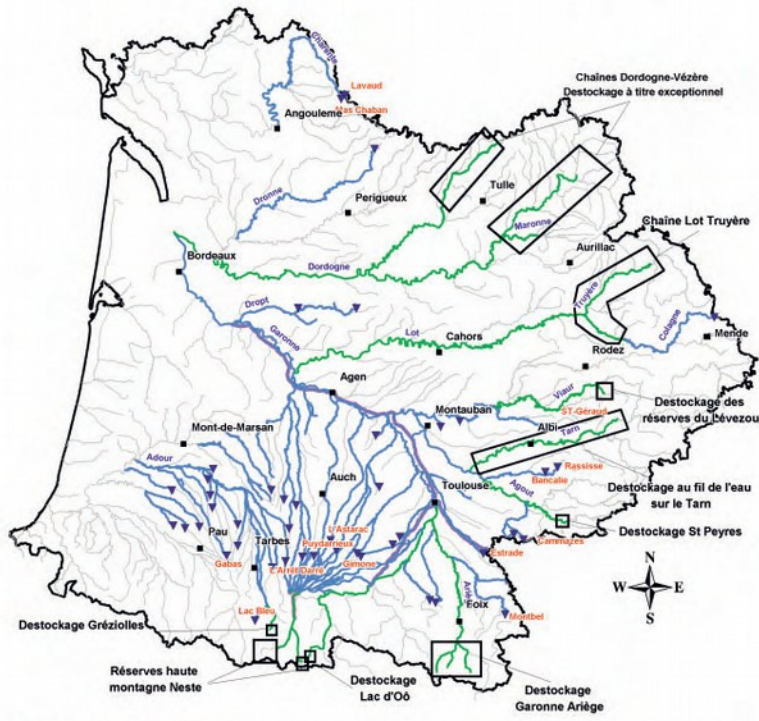 Charente
Lavaud
Mas Chaban
Angouleme
Chaînes Dordogne-Vézère
Destockage à titre exceptionnel
Dronne
Perigueux
Tulle
Maronne
Chaîne Lot Truyère
Bordeaux
Aurillac
Dordogne
Truyère
Dropt
Garonne
Lot
Cahors
Colagne
Mende
Rodez
Agen
Viaur
Destockage des
réserves du Lévezou
ST-Géraud
Mont-de-Marsan
Montauban
Albi
Tarn
Adour
Auch
Toulouse
Rassisse
Bancalie
Agout
Destockage au fil de l'eau
sur le Tarn
Pau
Tarbes
L'Astarac
Puydarrieux
Gabas
L'Arrêt Darré
Gimone
Estrade
Cammazes
Destockage St Peyres
N
W
E
S
Lac Bleu
Ariège
Foix
Montbel
Destockage Gréziolles
Réserves haute
montagne Neste
Destockage
Lac d'Oô
Destockage
Garonne Ariège